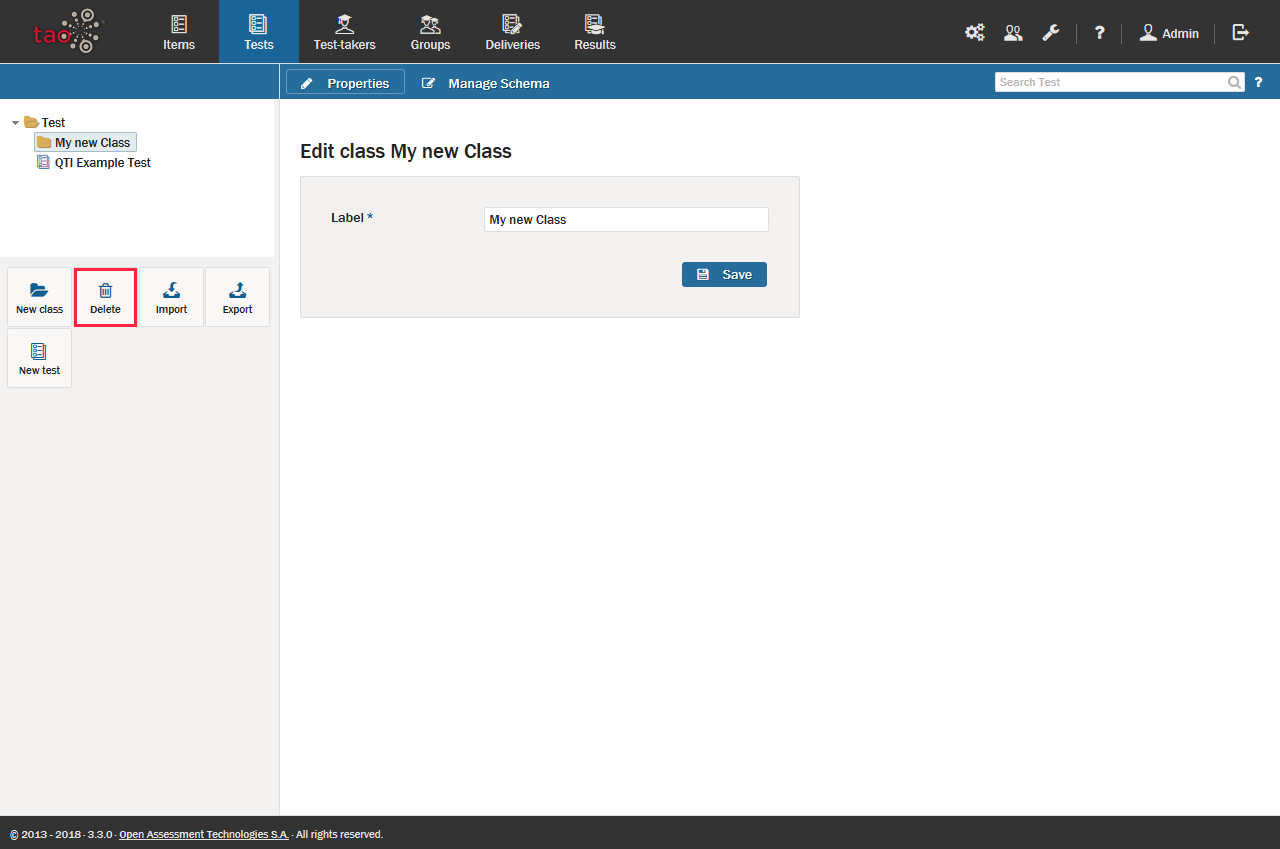 tao
Items
Tests
Test-takers
Groups
Deliveries
Results
?
Admin
Properties
Manage Schema
Search Test
?
Test
My new Class
QTI Example Test
New class
Delete
Import
Export
New test
Edit class My new Class
Label *
My new Class
Save
© 2013 - 2018 · 3.3.0 · Open Assessment Technologies S.A. · All rights reserved.